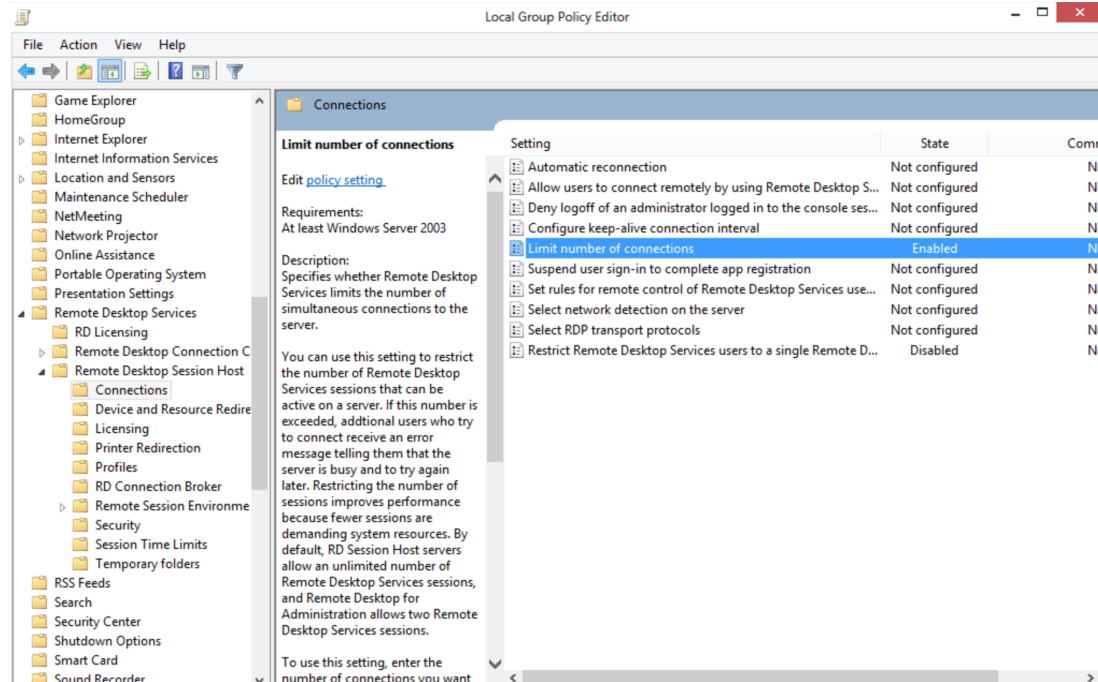 Local Group Policy Editor
File Action View Help
Game Explorer
HomeGroup
Internet Explorer
Internet Information Services
Location and Sensors
Maintenance Scheduler
NetMeeting
Network Projector
Online Assistance
Portable Operating System
Presentation Settings
Remote Desktop Services
RD Licensing
Remote Desktop Connection C
Remote Desktop Session Host
Connections
Device and Resource Redire
Licensing
Printer Redirection
Profiles
RD Connection Broker
Remote Session Environme
Security
Session Time Limits
Temporary folders
RSS Feeds
Search
Security Center
Shutdown Options
Smart Card
Sound Recorder
Connections
Limit number of connections
Edit policy setting
Requirements:
At least Windows Server 2003
Description:
Specifies whether Remote Desktop
Services limits the number of
simultaneous connections to the
server.
You can use this setting to restrict
the number of Remote Desktop
Services sessions that can be
active on a server. If this number is
exceeded, addtional users who try
to connect receive an error
message telling them that the
server is busy and to try again
later. Restricting the number of
sessions improves performance
because fewer sessions are
demanding system resources. By
default, RD Session Host servers
allow an unlimited number of
Remote Desktop Services sessions,
and Remote Desktop for
Administration allows two Remote
Desktop Services sessions.
To use this setting, enter the
number of connections you want
Setting State Comm
Automatic reconnection Not configured N
Allow users to connect remotely by using Remote Desktop S... Not configured N
Deny logoff of an administrator logged in to the console ses... Not configured N
Configure keep-alive connection interval Not configured N
Limit number of connections Enabled N
Suspend user sign-in to complete app registration Not configured N
Set rules for remote control of Remote Desktop Services use... Not configured N
Select network detection on the server Not configured N
Select RDP transport protocols Not configured N
Restrict Remote Desktop Services users to a single Remote D... Disabled N